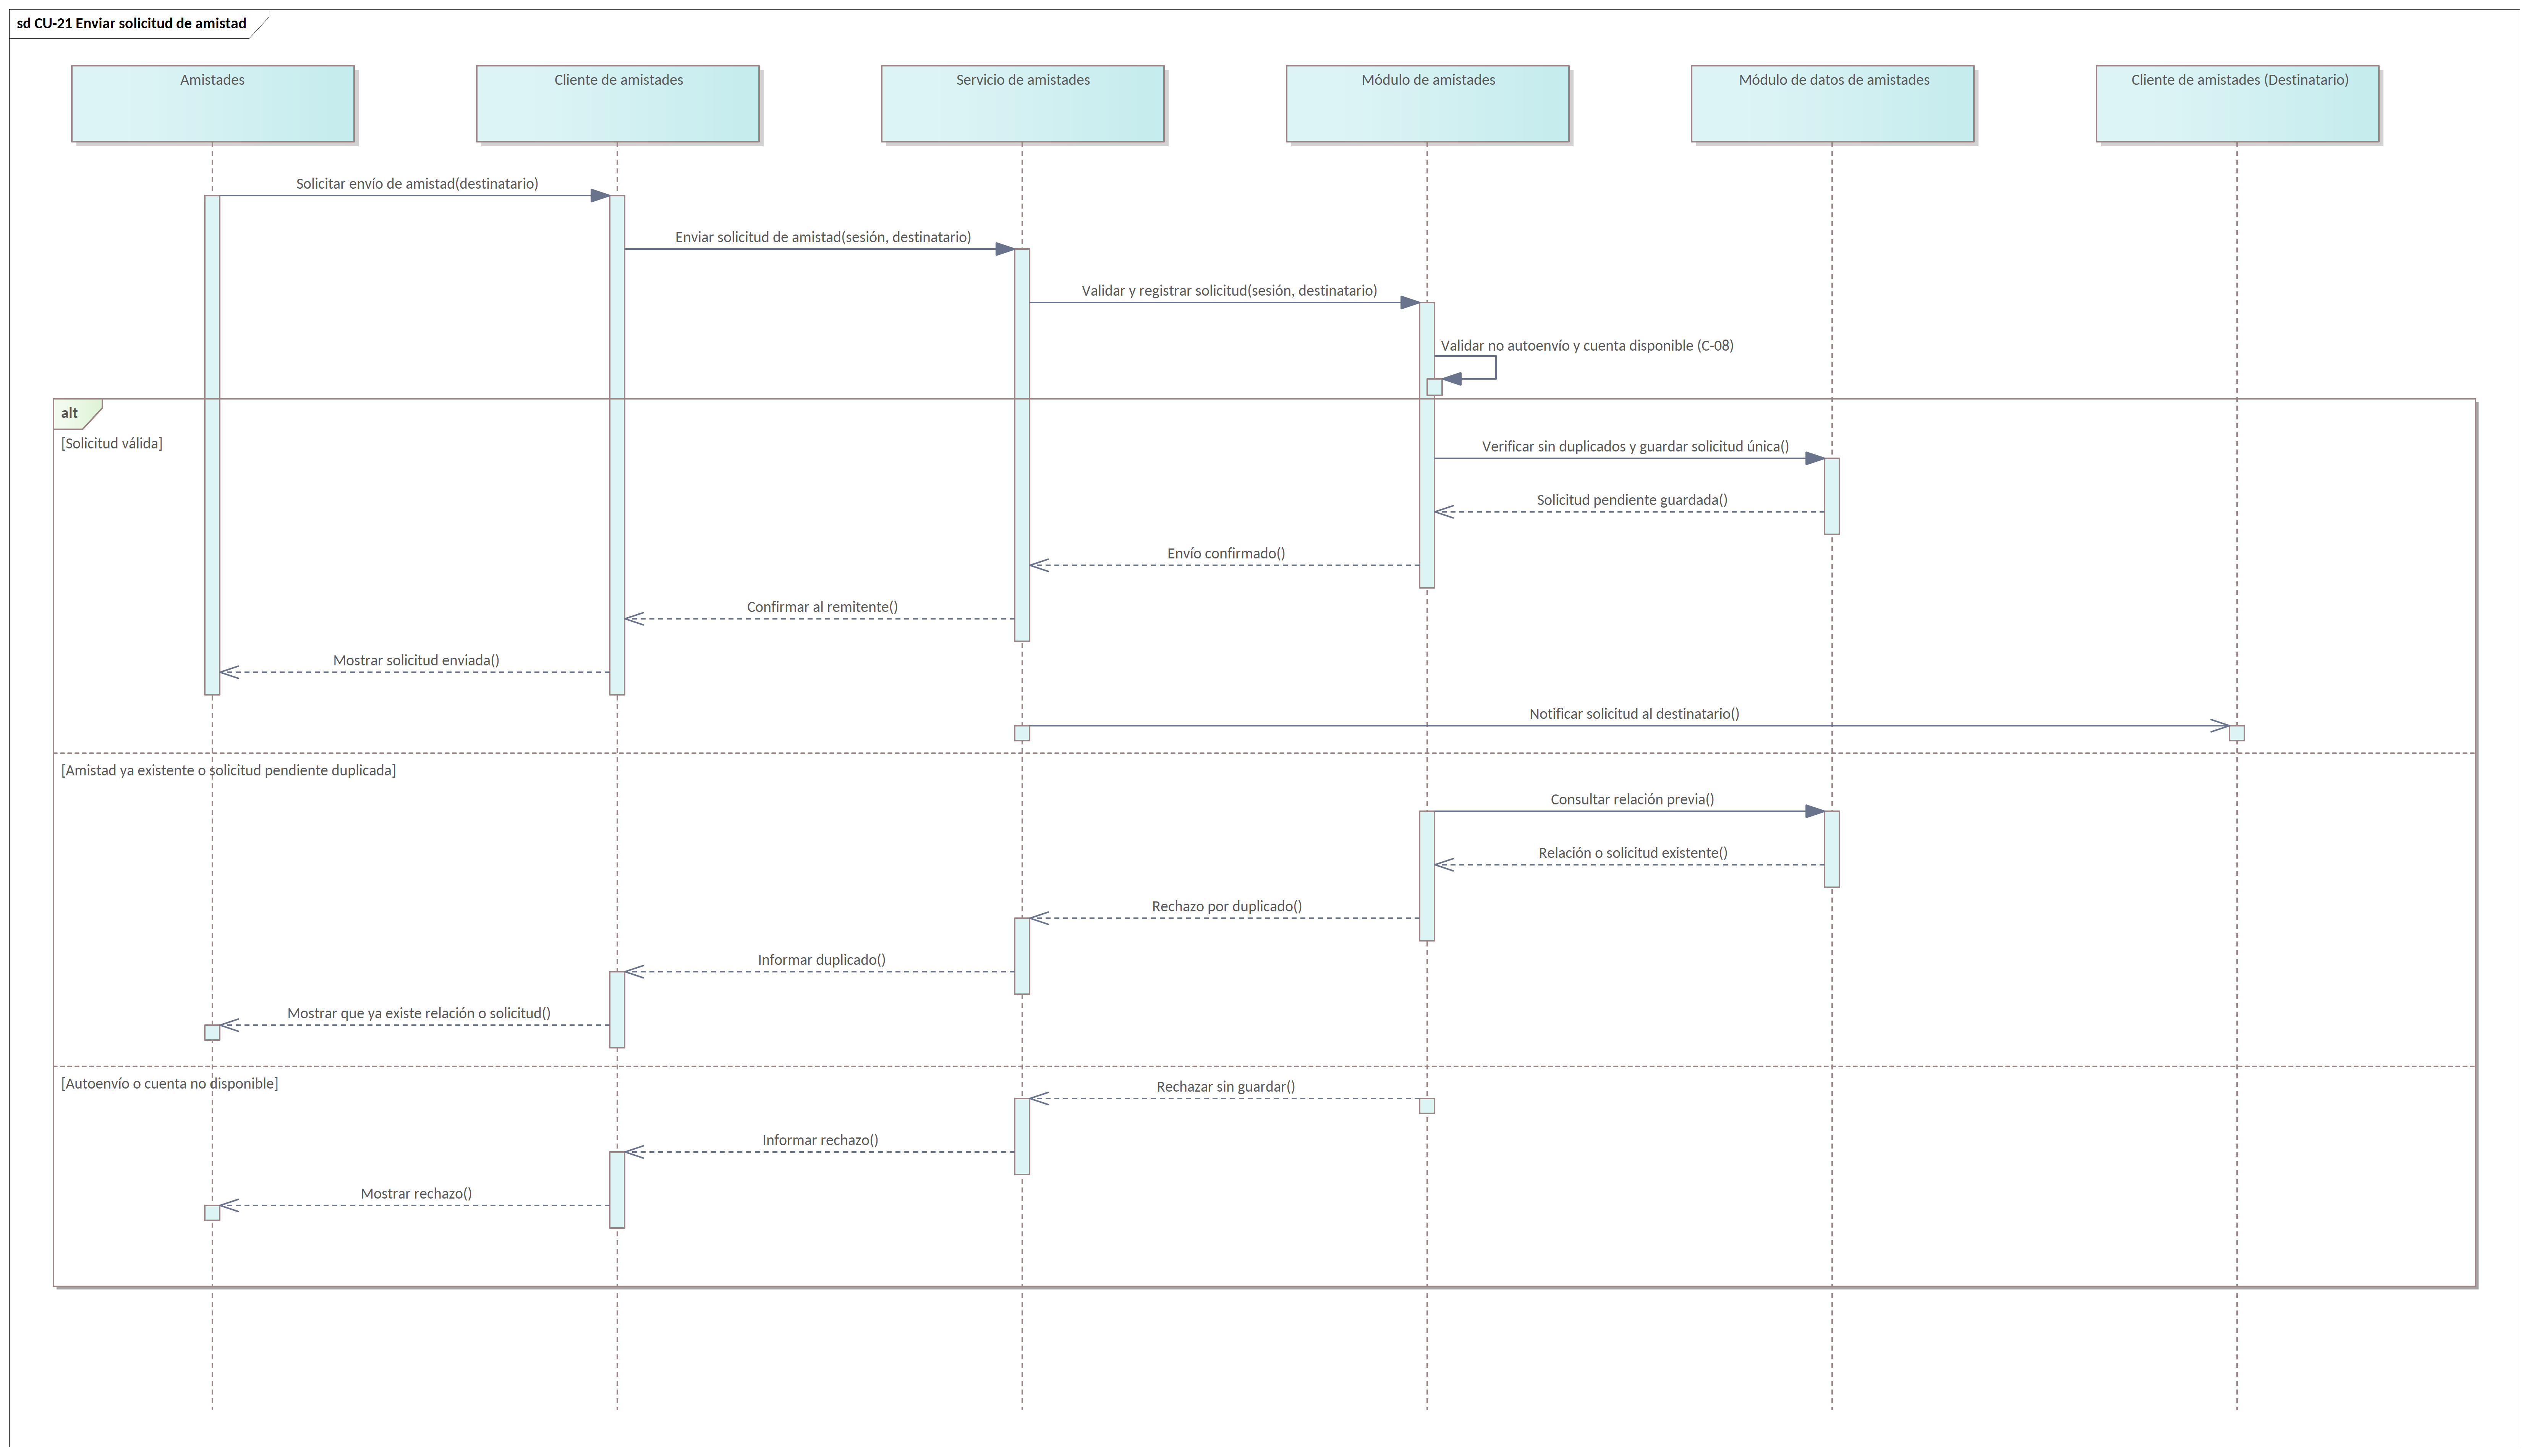 sd CU-21 Enviar solicitud de amistad
Amistades
Cliente de amistades
Servicio de amistades
Módulo de amistades
Módulo de datos de amistades
Cliente de amistades (Destinatario)
Solicitar envío de amistad(destinatario)
Enviar solicitud de amistad(sesión, destinatario)
Validar y registrar solicitud(sesión, destinatario)
Validar no autoenvío y cuenta disponible (C-08)
alt
[Solicitud válida]
Verificar sin duplicados y guardar solicitud única()
Solicitud pendiente guardada()
Envío confirmado()
Confirmar al remitente()
Mostrar solicitud enviada()
Notificar solicitud al destinatario()
[Amistad ya existente o solicitud pendiente duplicada]
Consultar relación previa()
Relación o solicitud existente()
Rechazo por duplicado()
Informar duplicado()
Mostrar que ya existe relación o solicitud()
[Autoenvío o cuenta no disponible]
Rechazar sin guardar()
Informar rechazo()
Mostrar rechazo()